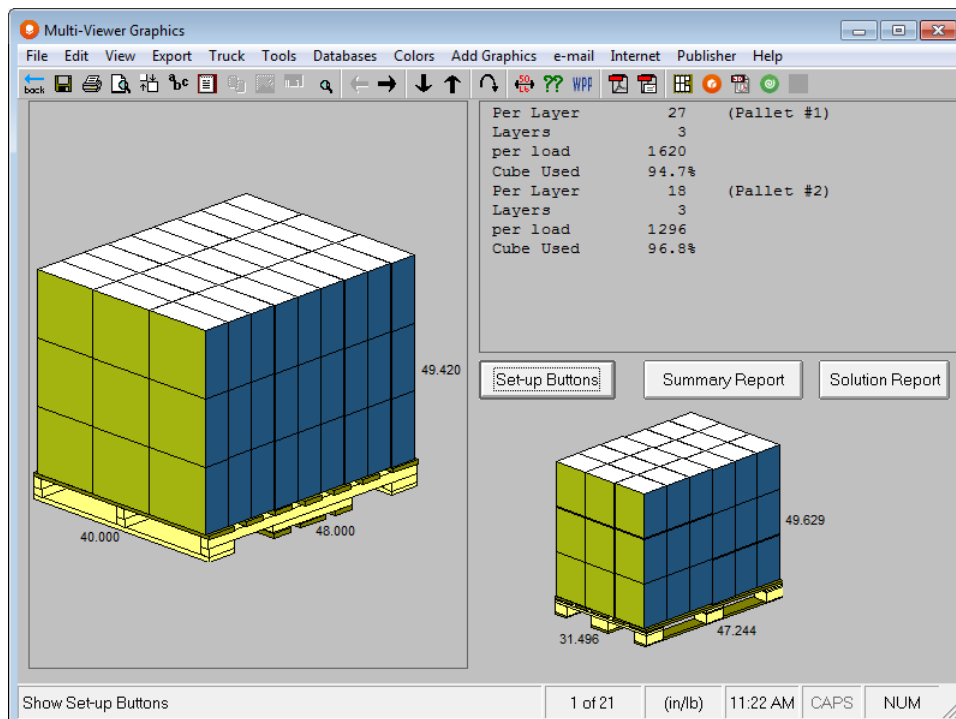 Multi-Viewer Graphics
File Edit View Export Truck Tools Databases Colors Add Graphics e-mail Internet Publisher Help
back abc ?? WPF
Per Layer 27 (Pallet #1)
Layers 3
per load 1620
Cube Used 94.7%
Per Layer 18 (Pallet #2)
Layers 3
per load 1296
Cube Used 96.8%
49.420
40.000
48.000
Set-up Buttons Summary Report Solution Report
49.629
31.496
47.244
Show Set-up Buttons 1 of 21 (in/lb) 11:22 AM CAPS NUM